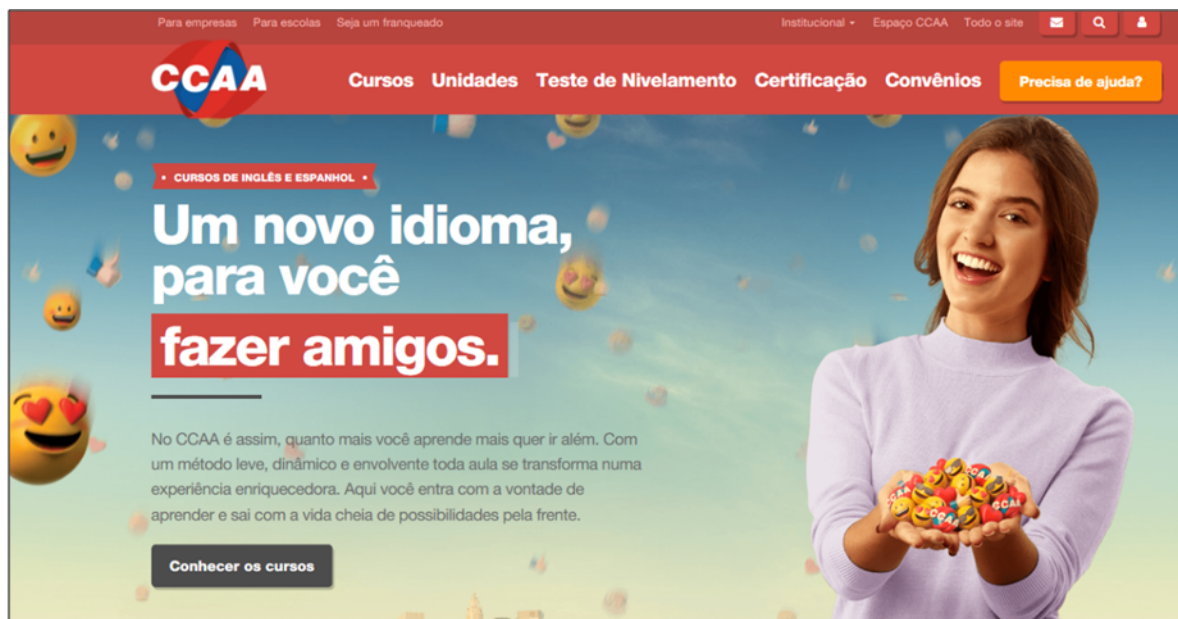 Para empresas Para escolas Seja um franqueado Institucional Espaço CCAA Todo o site
CCAA Cursos Unidades Teste de Nivelamento Certificação Convênios Precisa de ajuda?
• CURSOS DE INGLÊS E ESPANHOL •
Um novo idioma,
para você
fazer amigos.
No CCAA é assim, quanto mais você aprende mais quer ir além. Com
um método leve, dinâmico e envolvente toda aula se transforma numa
experiência enriquecedora. Aqui você entra com a vontade de
aprender e sai com a vida cheia de possibilidades pela frente.
Conhecer os cursos
CCAA
CCAA
CCAA